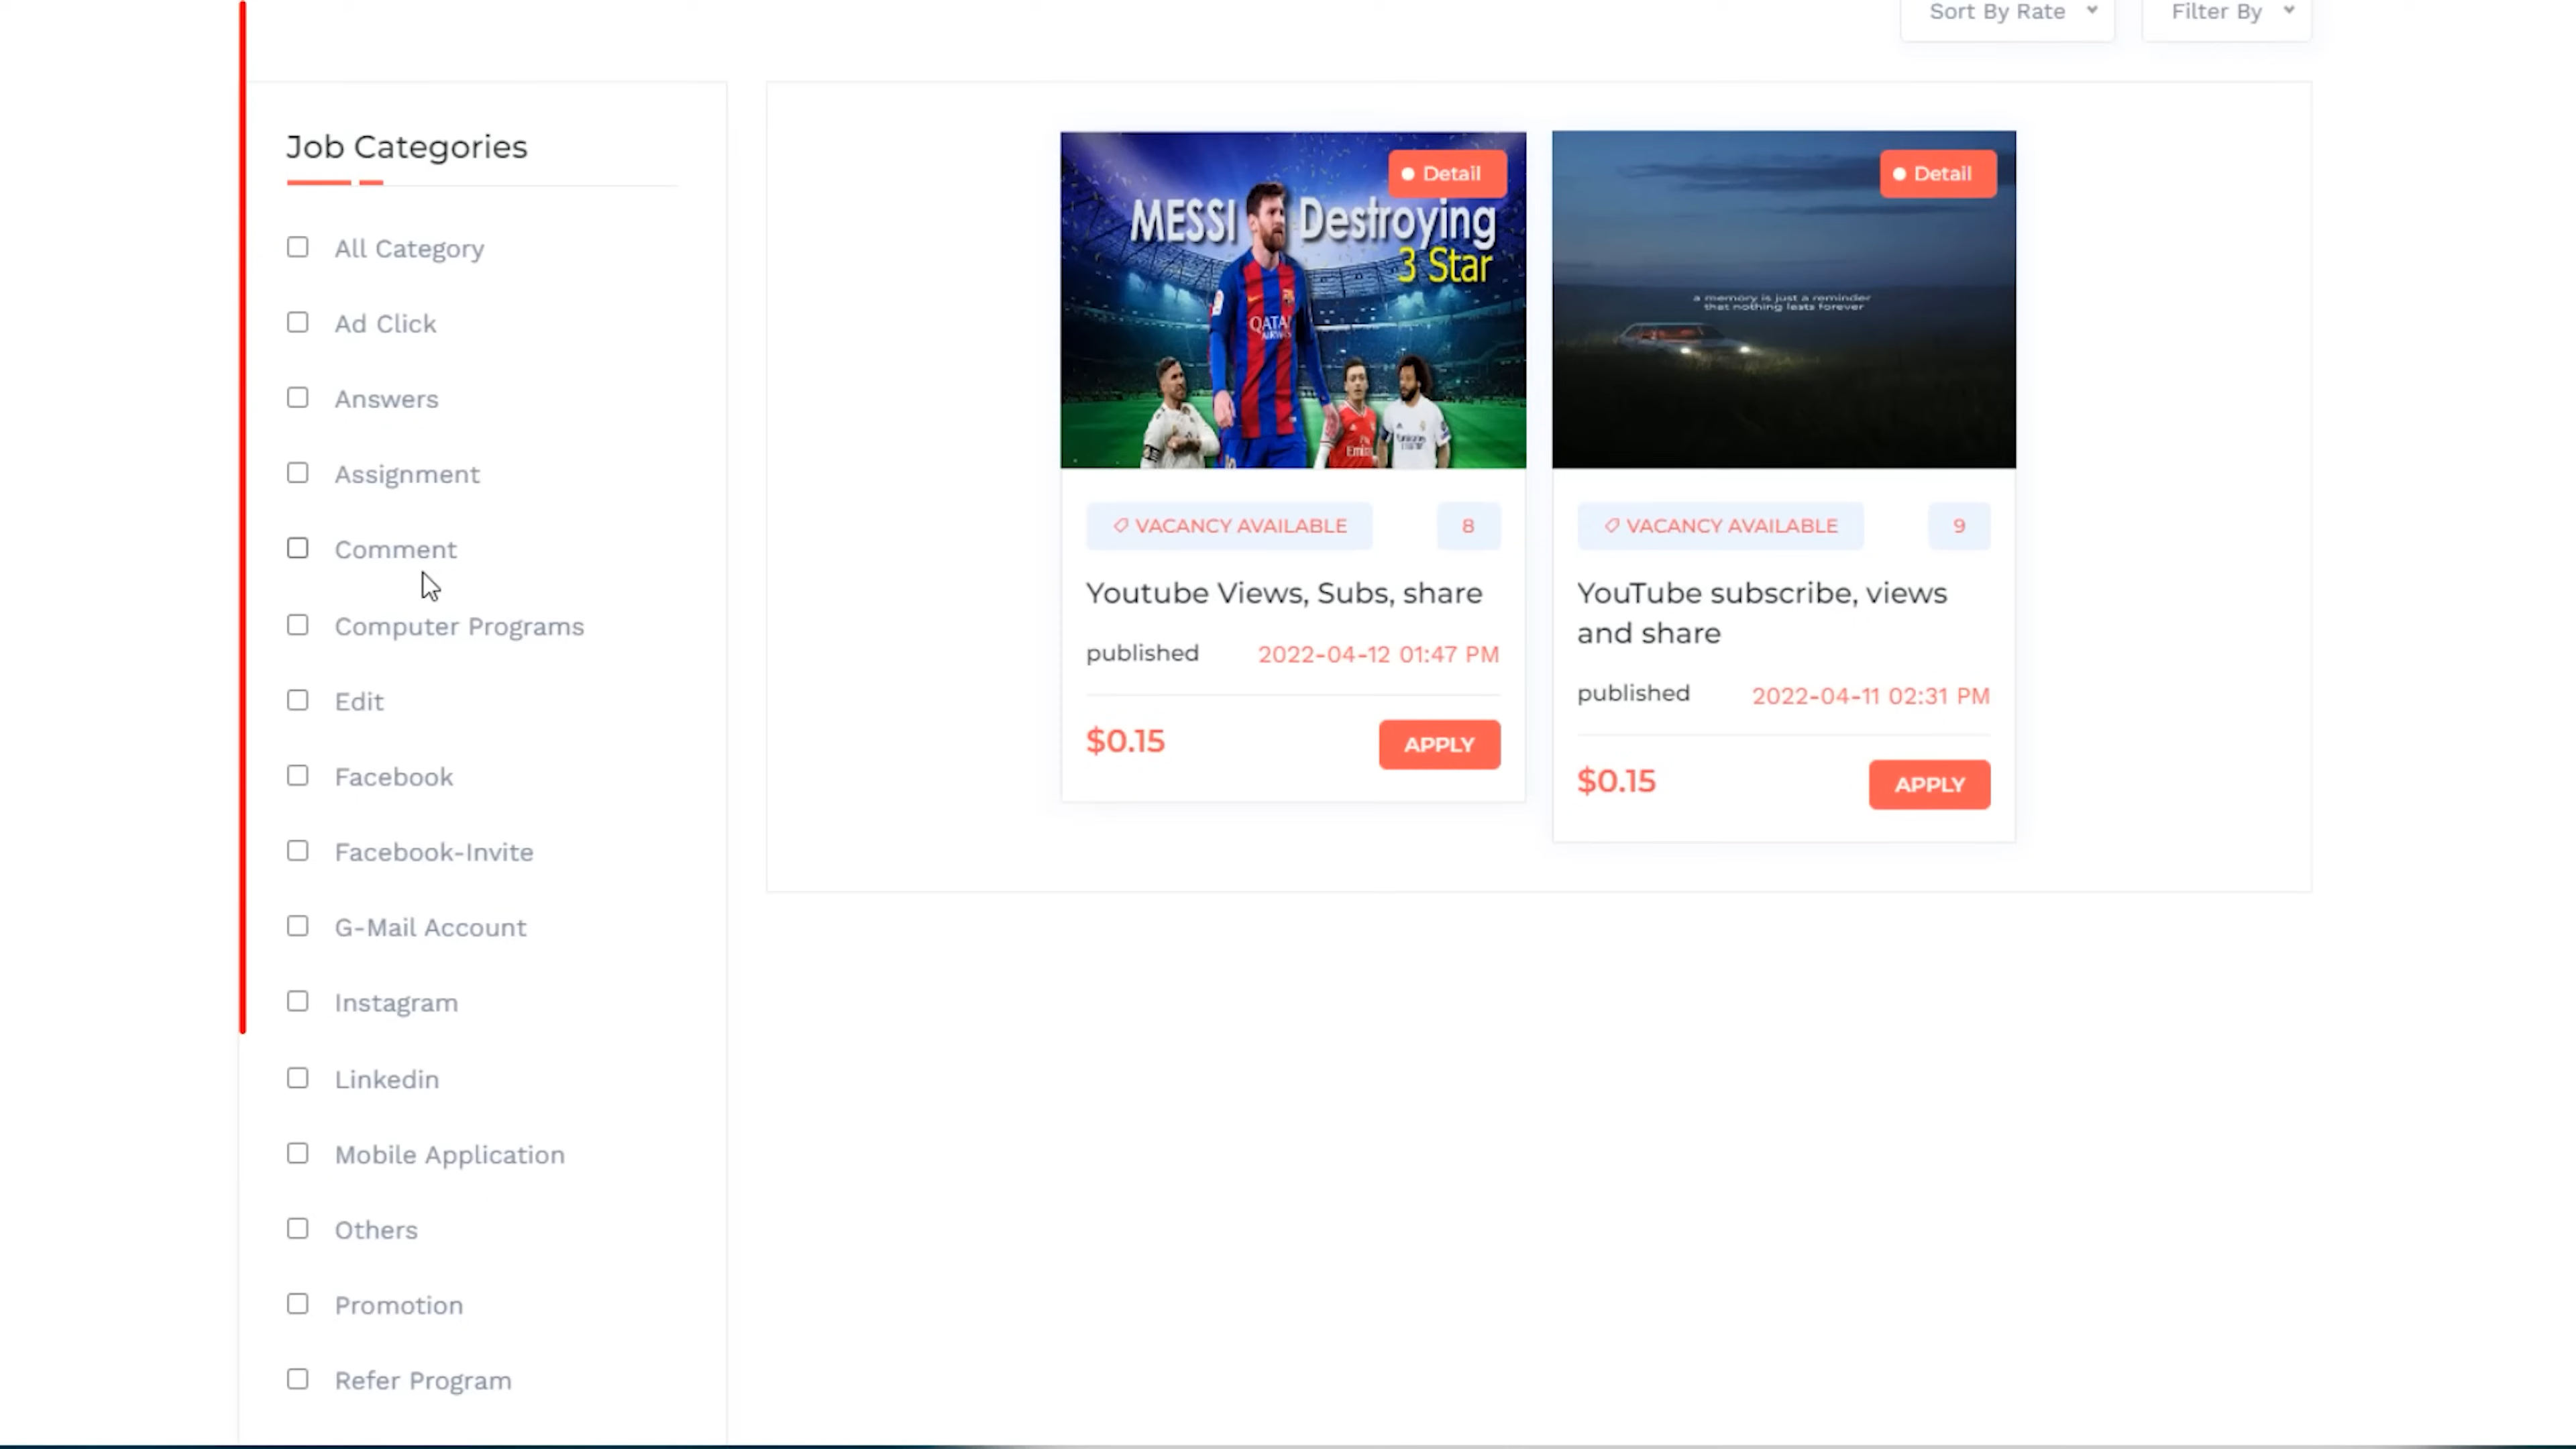 Sort By Rate
Filter By
Job Categories
All Category
Ad Click
Answers
Assignment
Comment
Computer Programs
Edit
Facebook
Facebook-Invite
G-Mail Account
Instagram
Linkedin
Mobile Application
Others
Promotion
Refer Program
Detail
MESSI Destroying
3 Star
QATAR
AIRWAYS
VACANCY AVAILABLE 8
Youtube Views, Subs, share
published 2022-04-12 01:47 PM
$0.15 APPLY
Detail
a memory is just a reminder
that nothing lasts forever
VACANCY AVAILABLE 9
YouTube subscribe, views
and share
published 2022-04-11 02:31 PM
$0.15 APPLY